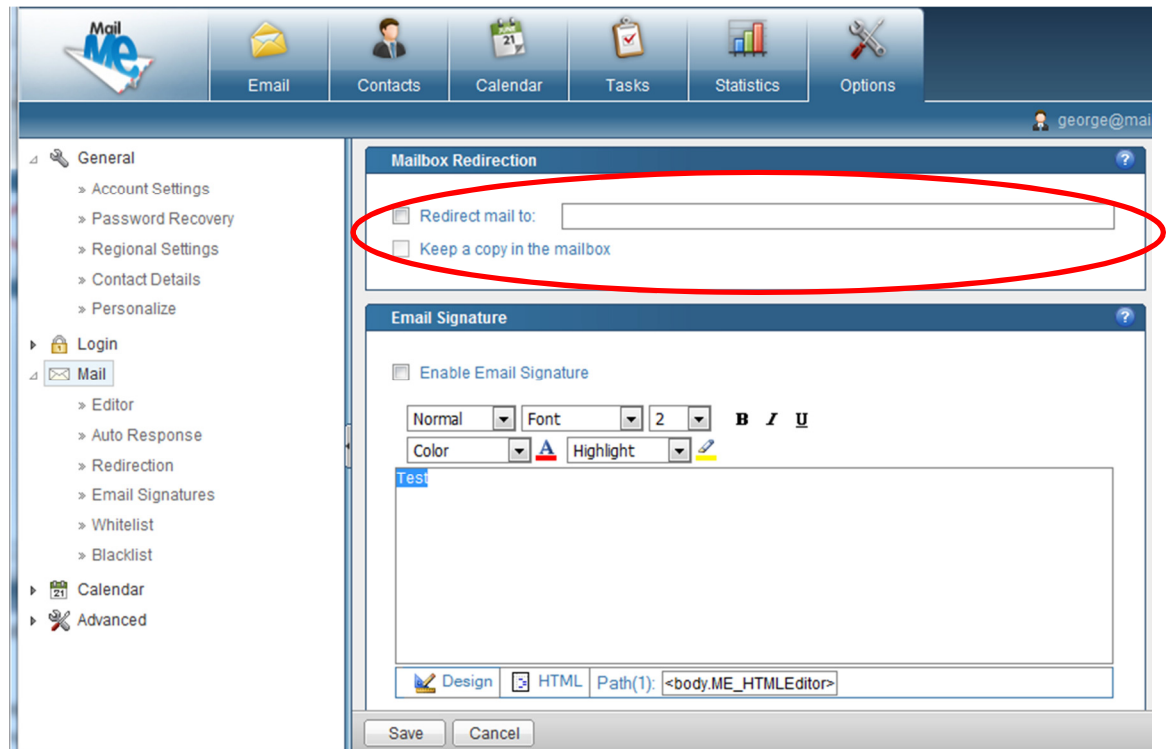 Mail
Me
Email
Contacts
JUNE
21
Calendar
Tasks
Statistics
Options
george@mai
General
» Account Settings
» Password Recovery
» Regional Settings
» Contact Details
» Personalize
Login
Mail
» Editor
» Auto Response
» Redirection
» Email Signatures
» Whitelist
» Blacklist
21
Calendar
Advanced
Mailbox Redirection ?
Redirect mail to:
Keep a copy in the mailbox
Email Signature ?
Enable Email Signature
Normal Font 2 B I U
Color A Highlight
Test
Design HTML Path(1): <body.ME_HTMLEditor>
Save Cancel